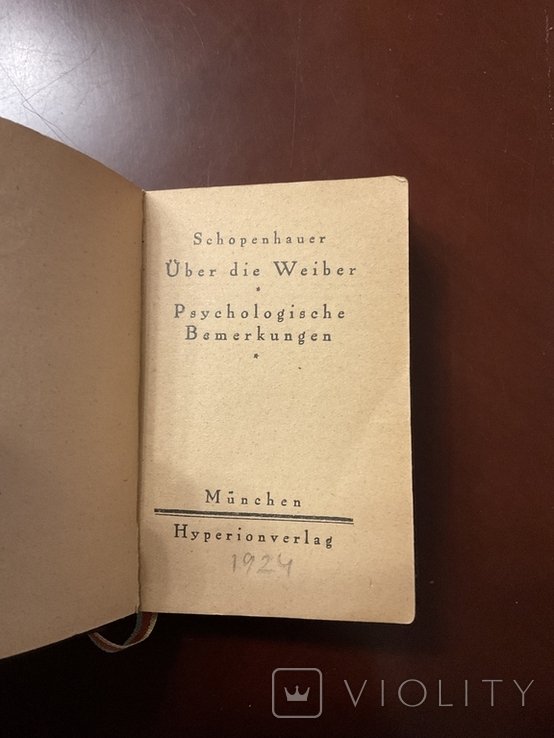 Schopenhauer
Über die Weiber
*
Psychologische
Bemerkungen
*
München
Hyperionverlag
1924
VIOLITY